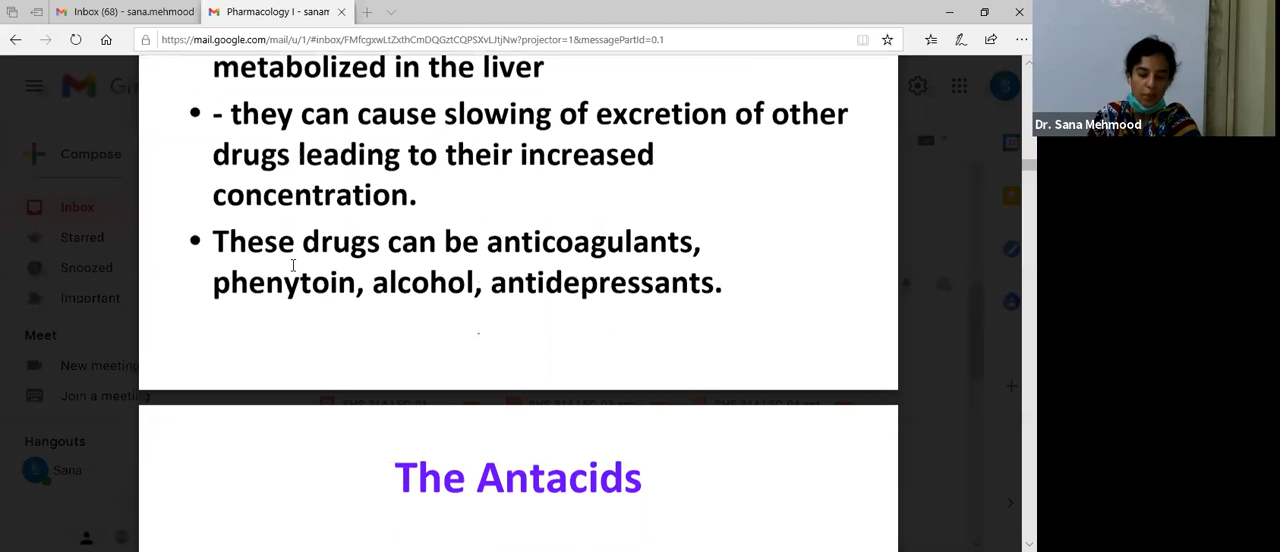 Inbox (68) - sana.mehmood
Pharmacology I - sanam
https://mail.google.com/mail/u/1/#inbox/FMfcgxwLtZxthCmDQGztCQPSXvLJtjNw?projector=1&messagePartId=0.1
metabolized in the liver
• - they can cause slowing of excretion of other
drugs leading to their increased
concentration.
• These drugs can be anticoagulants,
phenytoin, alcohol, antidepressants.
The Antacids
Compose
Inbox
Starred
Snoozed
Important
Meet
New meeting
Join a meeting
Hangouts
Sana
Dr. Sana Mehmood